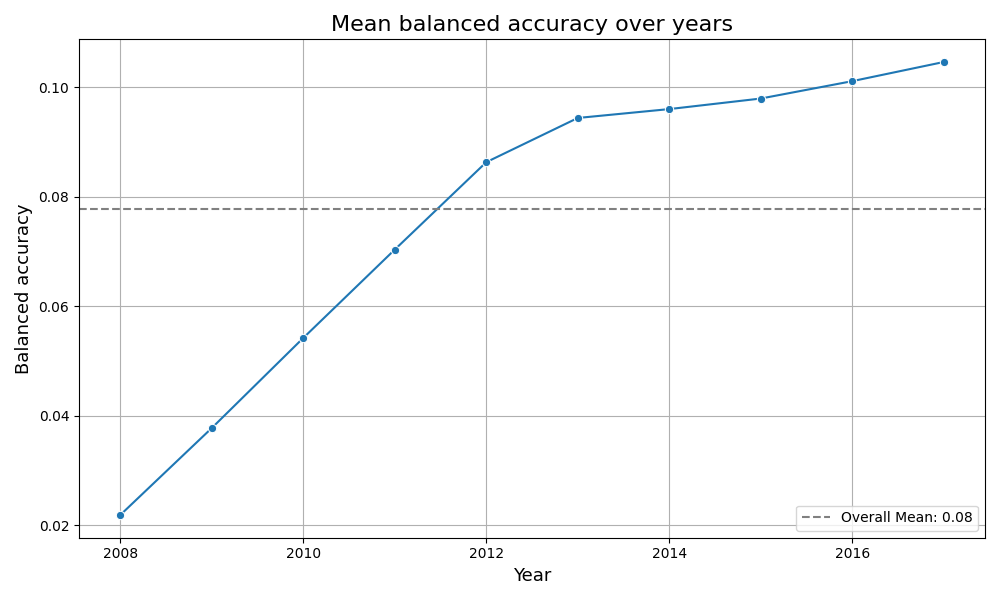 Mean balanced accuracy over years
Balanced accuracy
0.10
0.08
0.06
0.04
0.02
Overall Mean: 0.08
2008 2010 2012 2014 2016
Year